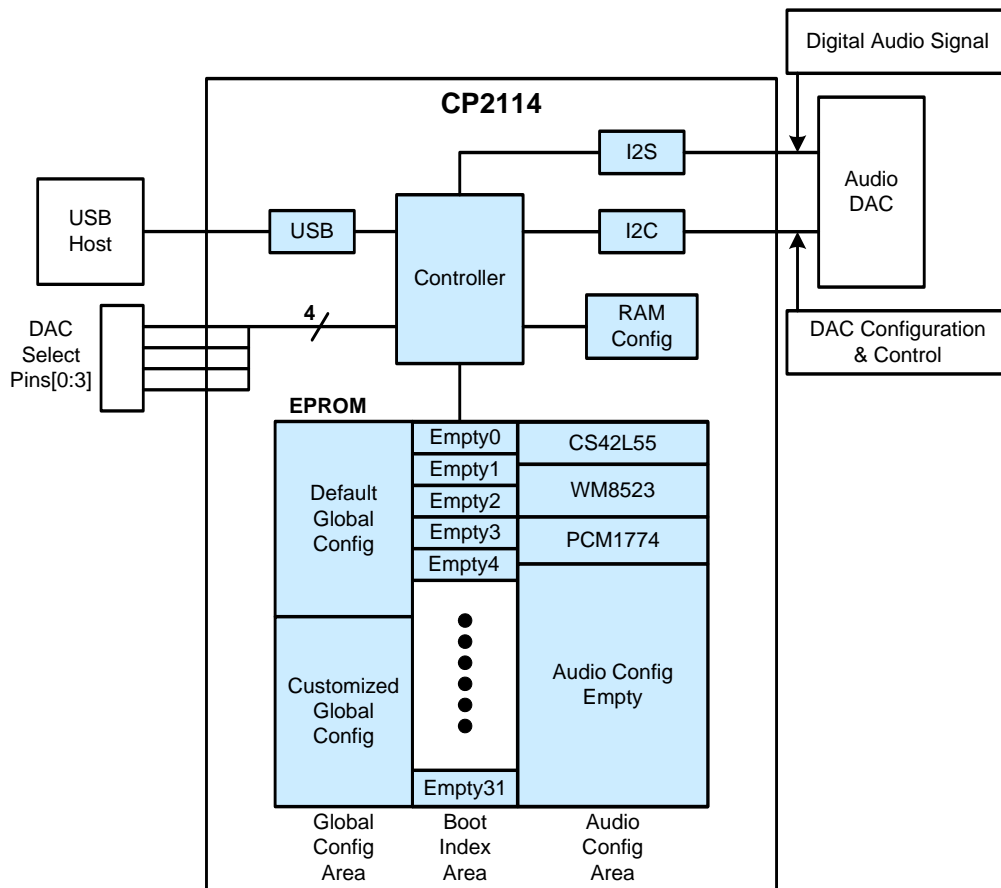 Digital Audio Signal
CP2114
I2S
Audio
DAC
USB
Host
USB
Controller
I2C
DAC
Select
Pins[0:3]
4
RAM
Config
DAC Configuration
& Control
EPROM
Default
Global
Config
Customized
Global
Config
Empty0
Empty1
Empty2
Empty3
Empty4
Empty31
CS42L55
WM8523
PCM1774
Audio Config
Empty
Global
Config
Area
Boot
Index
Area
Audio
Config
Area